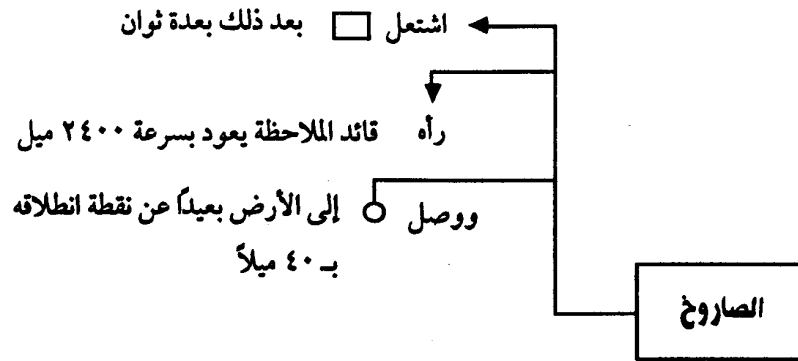 اشتعل بعد ذلك بعدة ثوان
رآه قائد الملاحظة يعود بسرعة ٢٤٠٠ ميل
ووصل إلى الأرض بعيداً عن نقطة انطلاقه
بـ ٤٠ ميلاً
الصاروخ